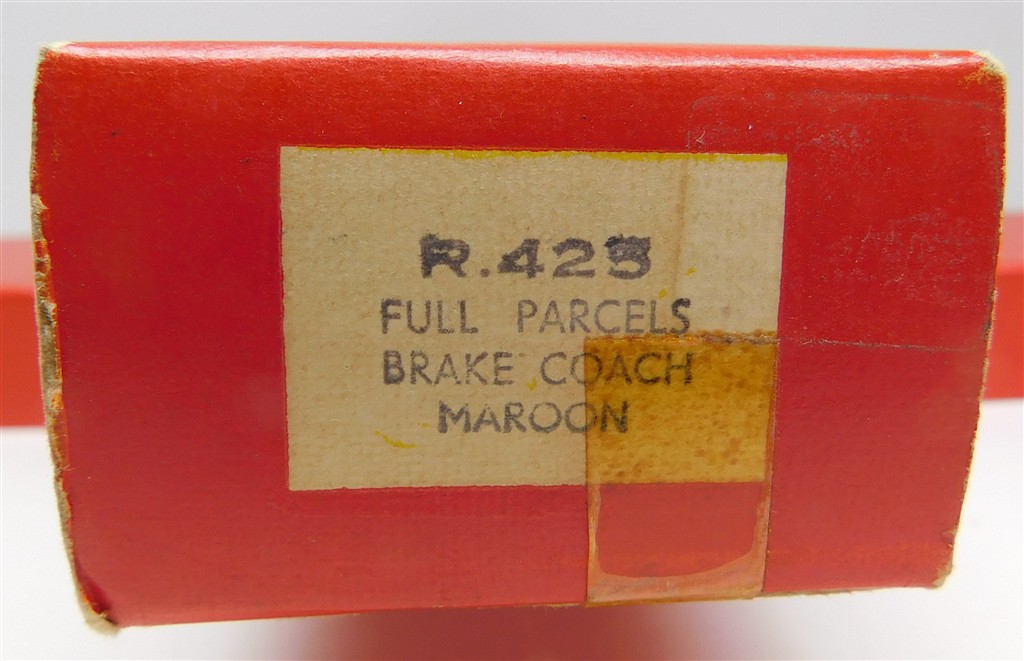 R.423
FULL PARCELS
BRAKE COACH
MAROON